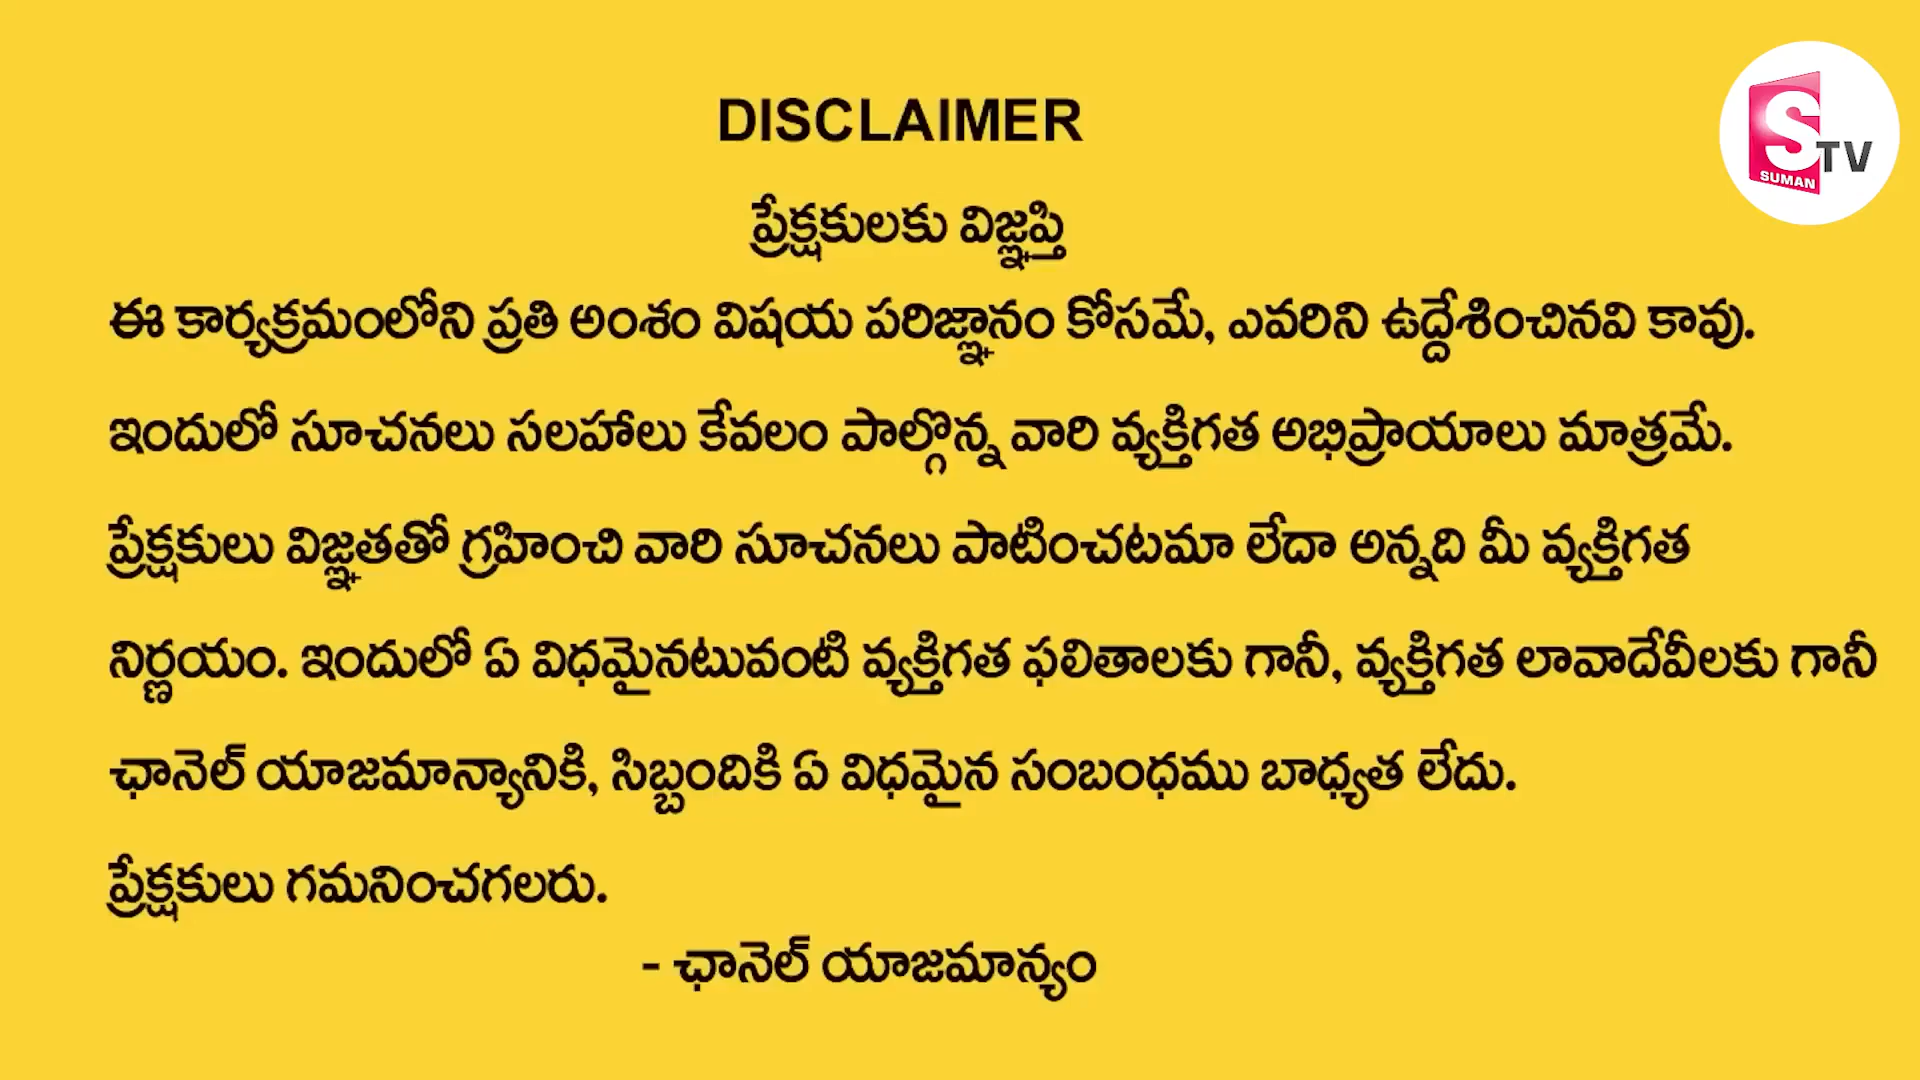 DISCLAIMER
S
TV
SUMAN
ప్రేక్షకులకు విజ్ఞప్తి
ఈ కార్యక్రమంలోని ప్రతి అంశం విషయ పరిజ్ఞానం కోసమే, ఎవరిని ఉద్దేశించినవి కావు.
ఇందులో సూచనలు సలహాలు కేవలం పాల్గొన్న వారి వ్యక్తిగత అభిప్రాయాలు మాత్రమే.
ప్రేక్షకులు విజ్ఞతతో గ్రహించి వారి సూచనలు పాటించటమా లేదా అన్నది మీ వ్యక్తిగత
నిర్ణయం. ఇందులో ఏ విధమైనటువంటి వ్యక్తిగత ఫలితాలకు గానీ, వ్యక్తిగత లావాదేవీలకు గానీ
ఛానెల్ యాజమాన్యానికి, సిబ్బందికి ఏ విధమైన సంబంధము బాధ్యత లేదు.
ప్రేక్షకులు గమనించగలరు.
- ఛానెల్ యాజమాన్యం